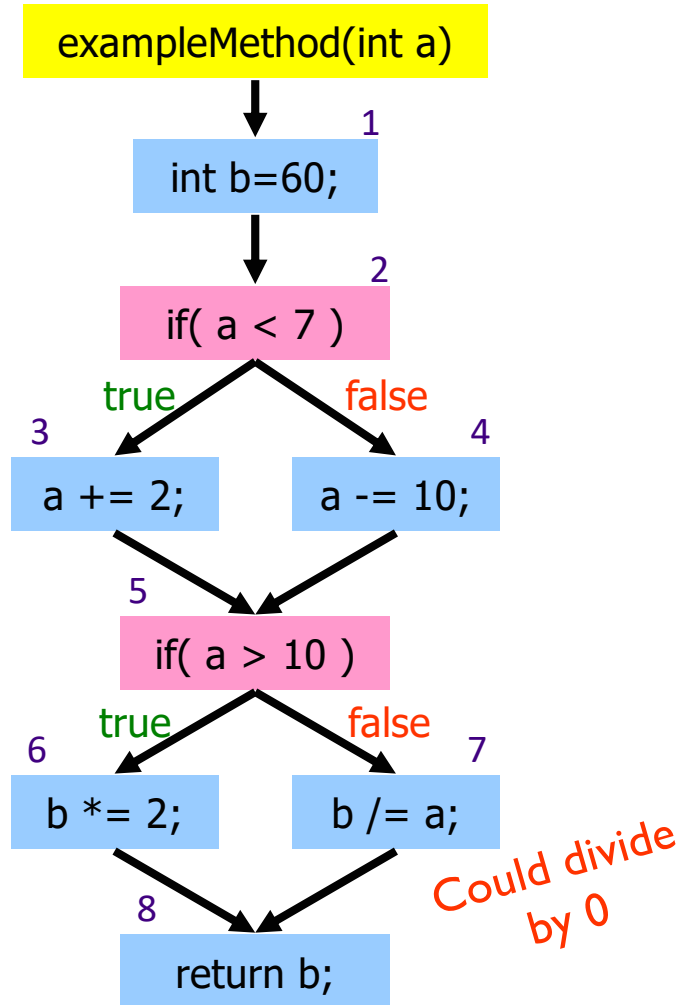 exampleMethod(int a)
1
int b=60;
2
if( a < 7 )
true
false
3
4
a += 2;
a -= 10;
5
if( a > 10 )
true
false
6
7
b *= 2;
b /= a;
Could divide
by 0
8
return b;